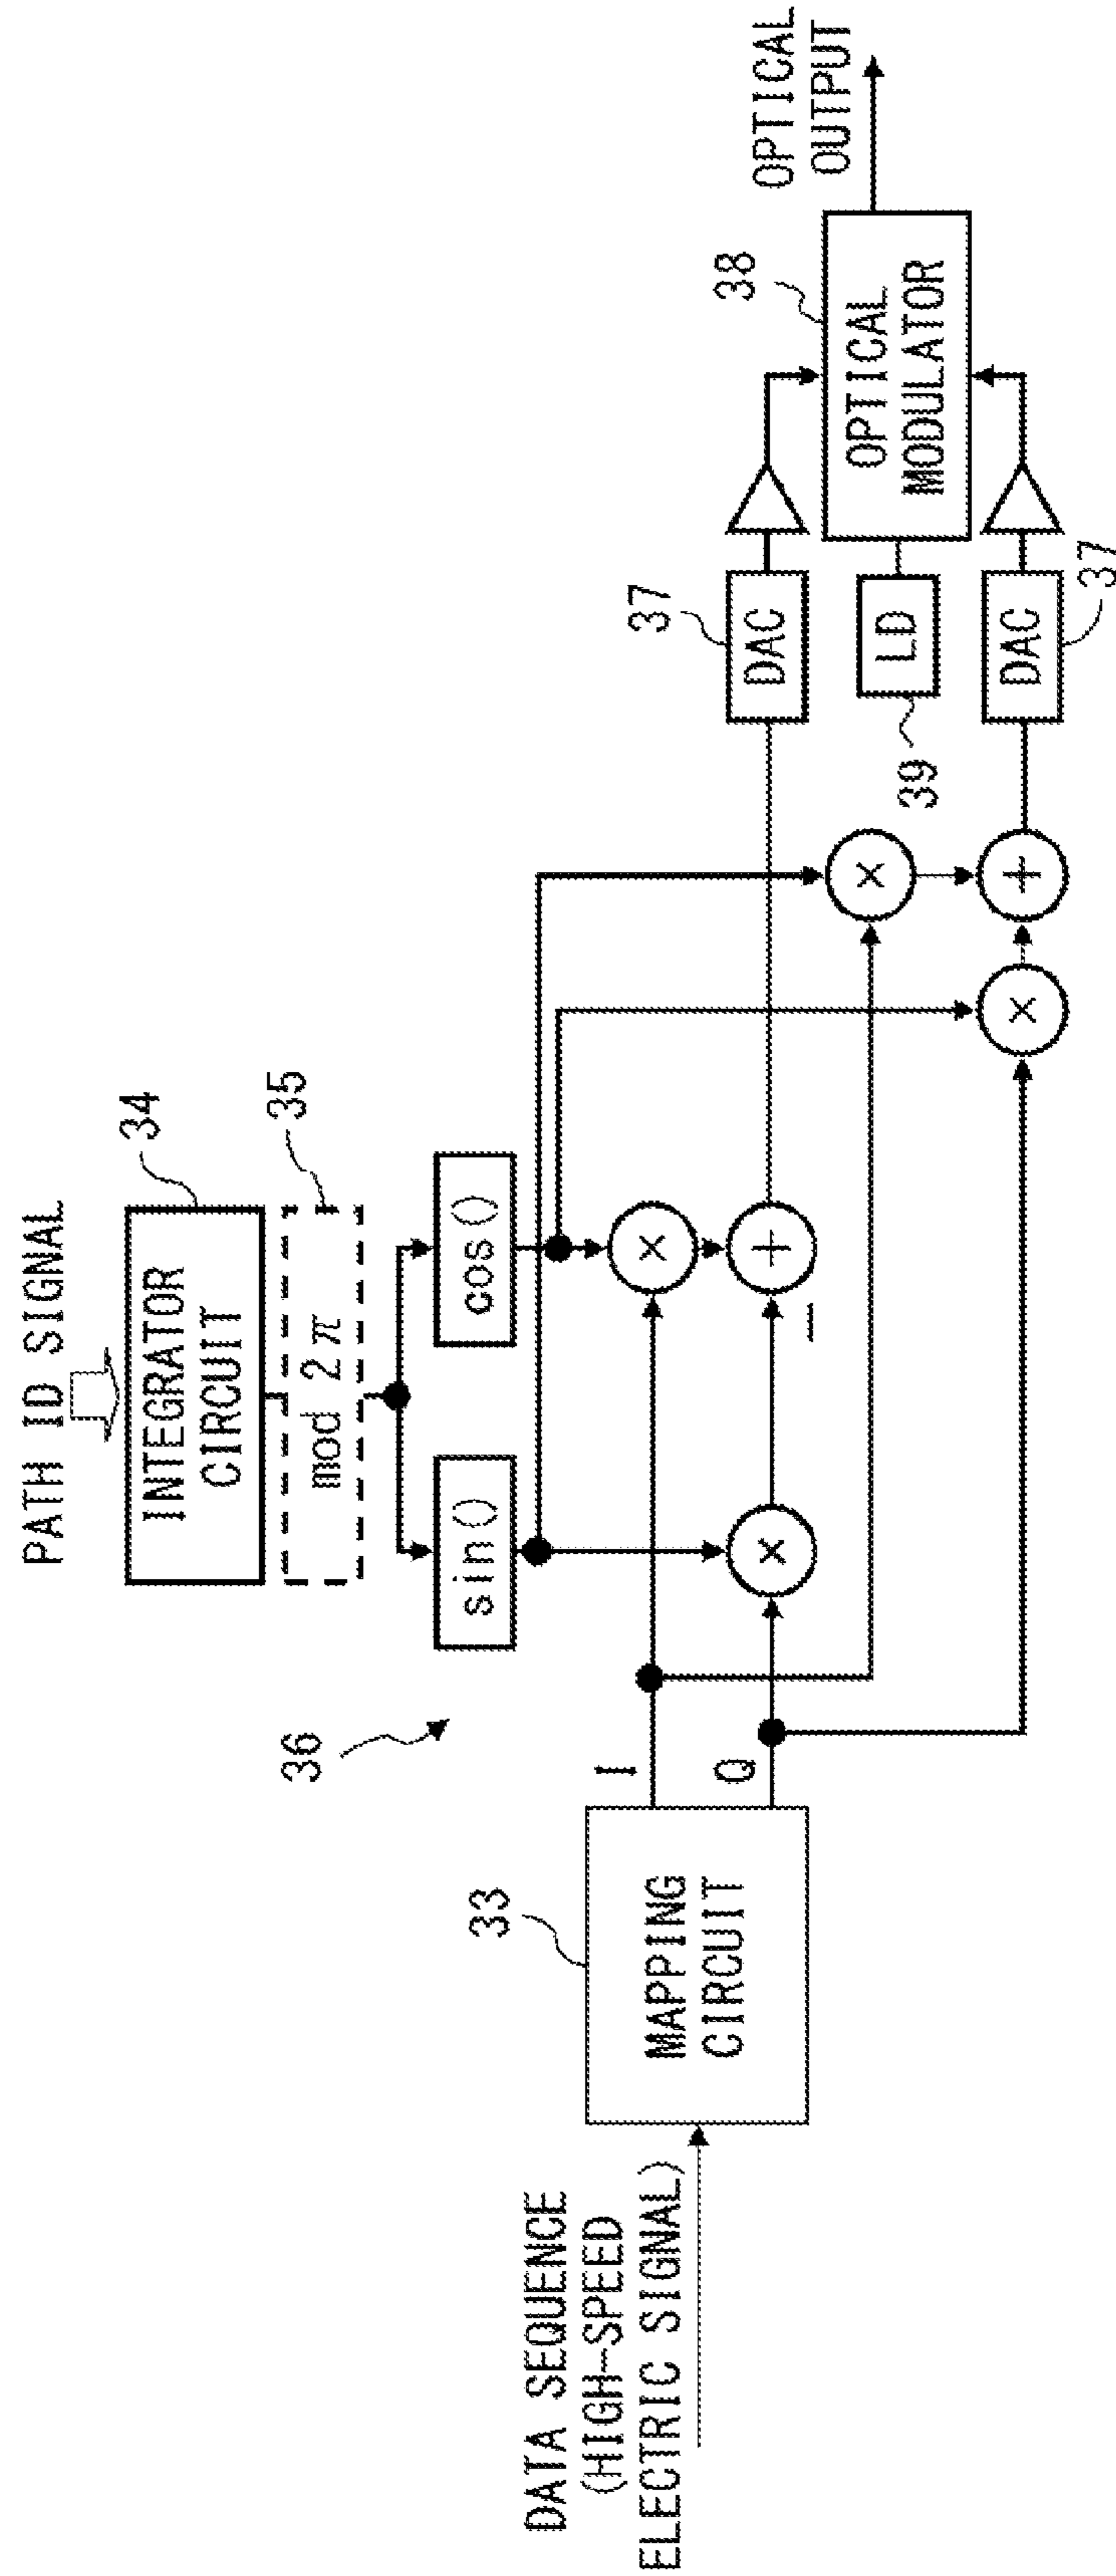 PATH ID SIGNAL
34
INTEGRATOR
CIRCUIT
35
mod 2π
sin()
cos()
36
33
DATA SEQUENCE
(HIGH-SPEED
ELECTRIC SIGNAL)
MAPPING
CIRCUIT
I
Q
×
×
+
−
×
×
+
37
DAC
39
LD
DAC
37
38
OPTICAL
MODULATOR
OPTICAL
OUTPUT